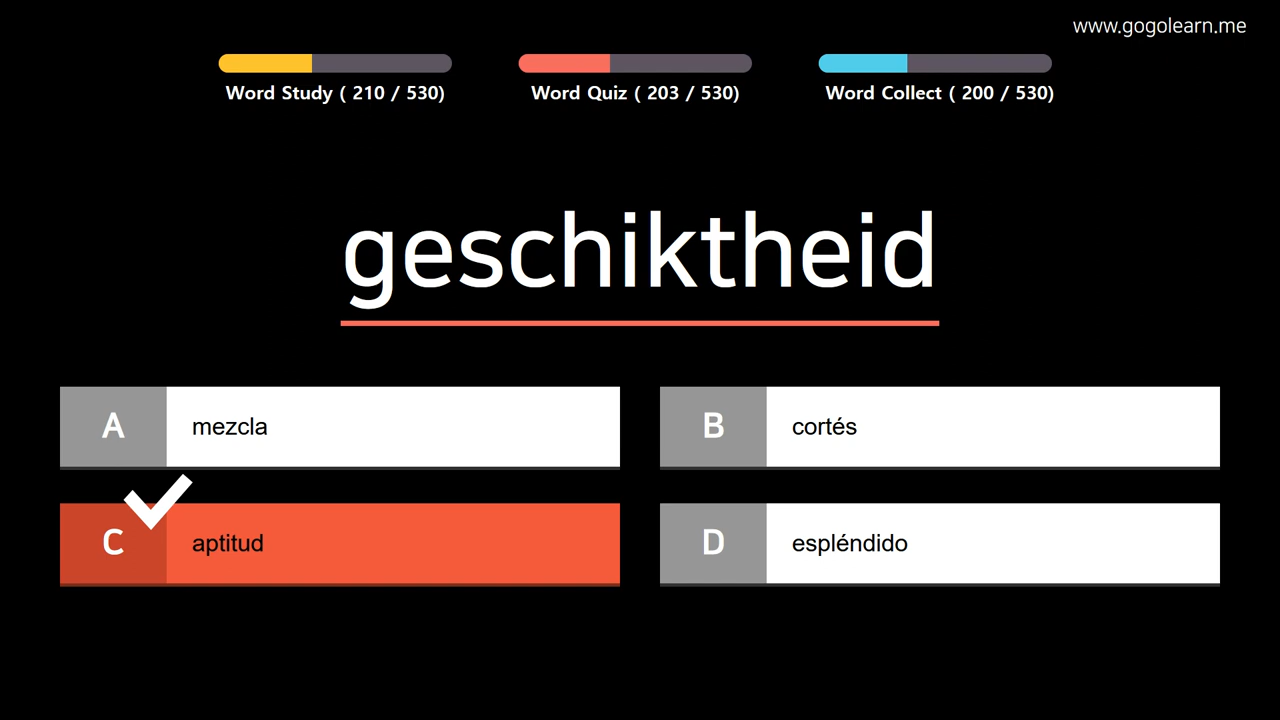 www.gogolearn.me
Word Study ( 210 / 530)
Word Quiz ( 203 / 530)
Word Collect ( 200 / 530)
geschiktheid
A mezcla
B cortés
C aptitud
D espléndido